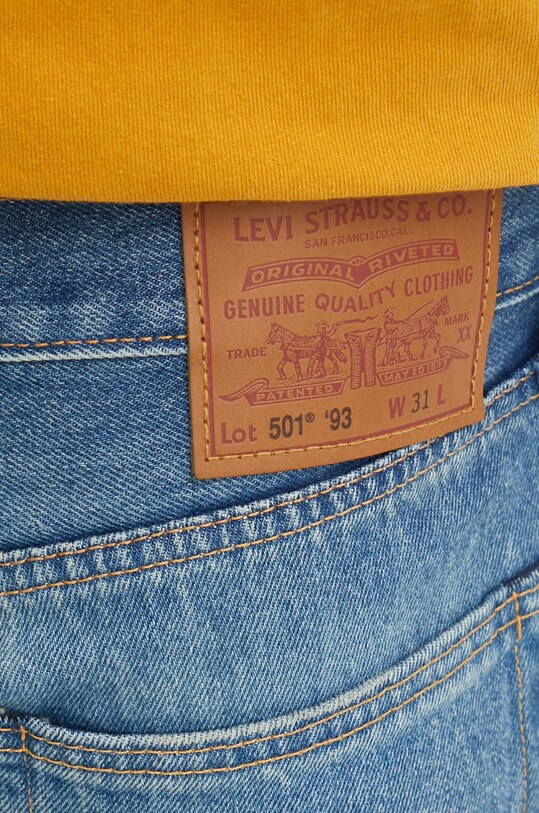 LEVI STRAUSS & CO.
SAN FRANCISCO, CAL.
ORIGINAL RIVETED
GENUINE QUALITY CLOTHING
TRADE MARK
XX
PATENTED MAY 20 1873
Lot 501® '93 W 31 L